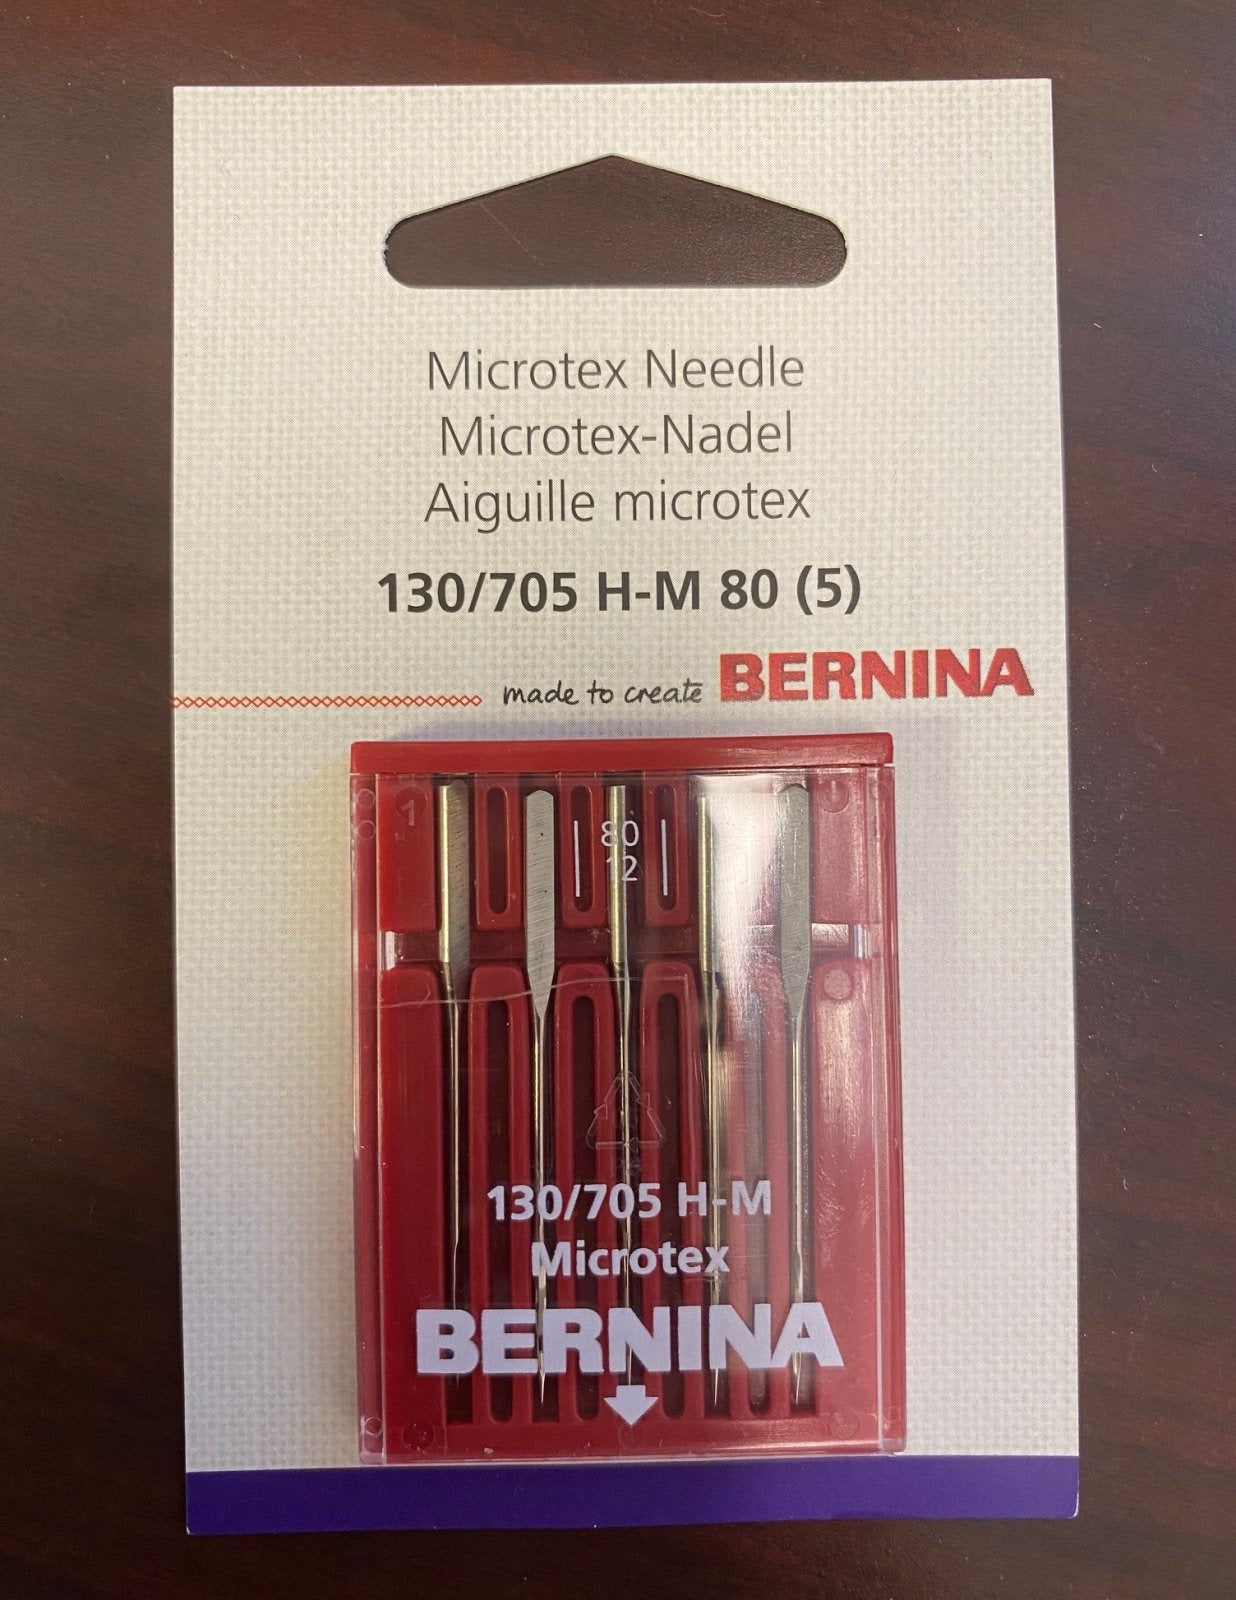 Microtex Needle
Microtex-Nadel
Aiguille microtex
130/705 H-M 80 (5)
made to create BERNINA
1
80
12
130/705 H-M
Microtex
BERNINA